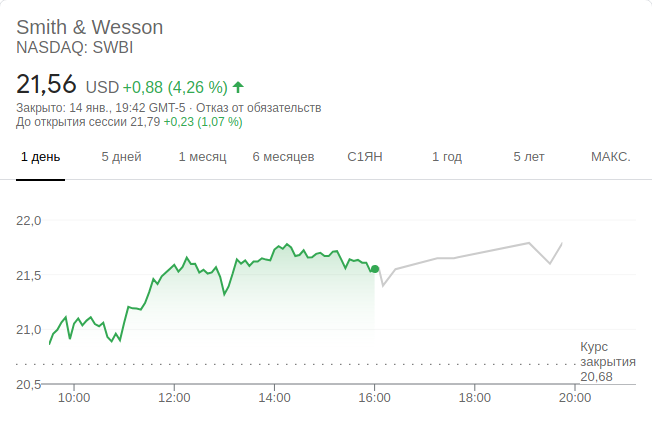 Smith & Wesson
NASDAQ: SWBI
21,56 USD +0,88 (4,26 %)
Закрыто: 14 янв., 19:42 GMT-5 · Отказ от обязательств
До открытия сессии 21,79 +0,23 (1,07 %)
1 день 5 дней 1 месяц 6 месяцев С1ЯН 1 год 5 лет МАКС.
22,0
21,5
21,0
Курс
закрытия
20,68
20,5
10:00 12:00 14:00 16:00 18:00 20:00